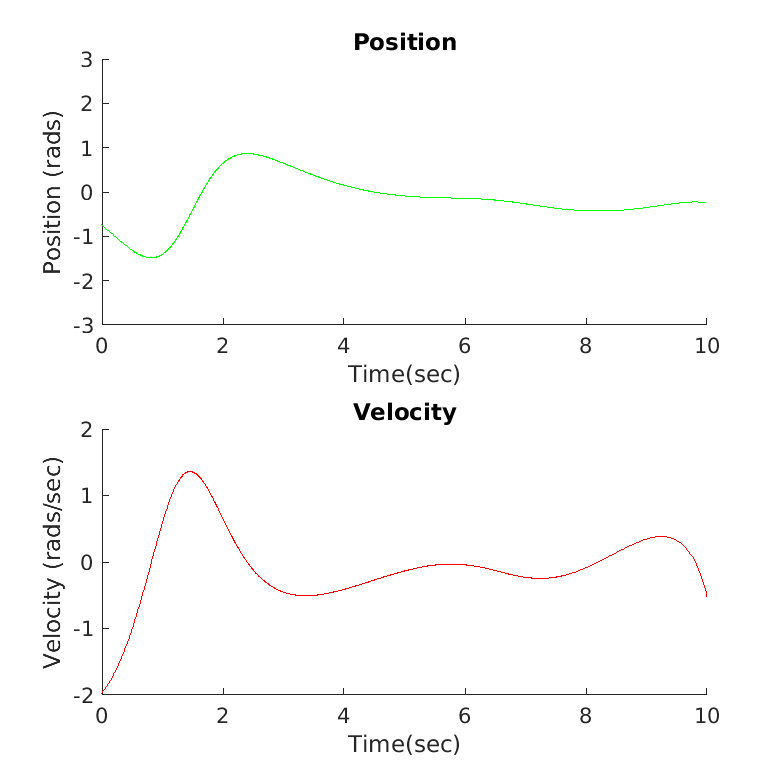 Position
Position (rads)
3
2
1
0
-1
-2
-3
0 2 4 6 8 10
Time(sec)
Velocity
Velocity (rads/sec)
2
1
0
-1
-2
0 2 4 6 8 10
Time(sec)